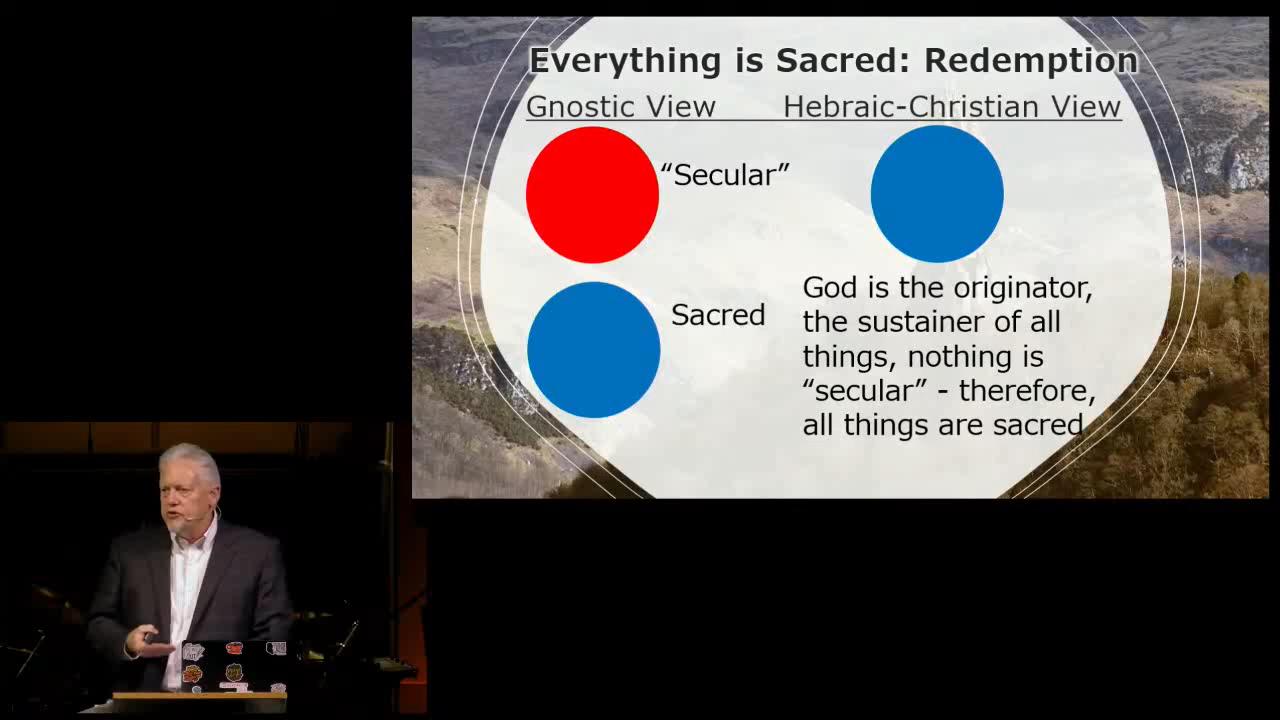 Everything is Sacred: Redemption
Gnostic View Hebraic-Christian View
“Secular”
Sacred
God is the originator,
the sustainer of all
things, nothing is
“secular” - therefore,
all things are sacred